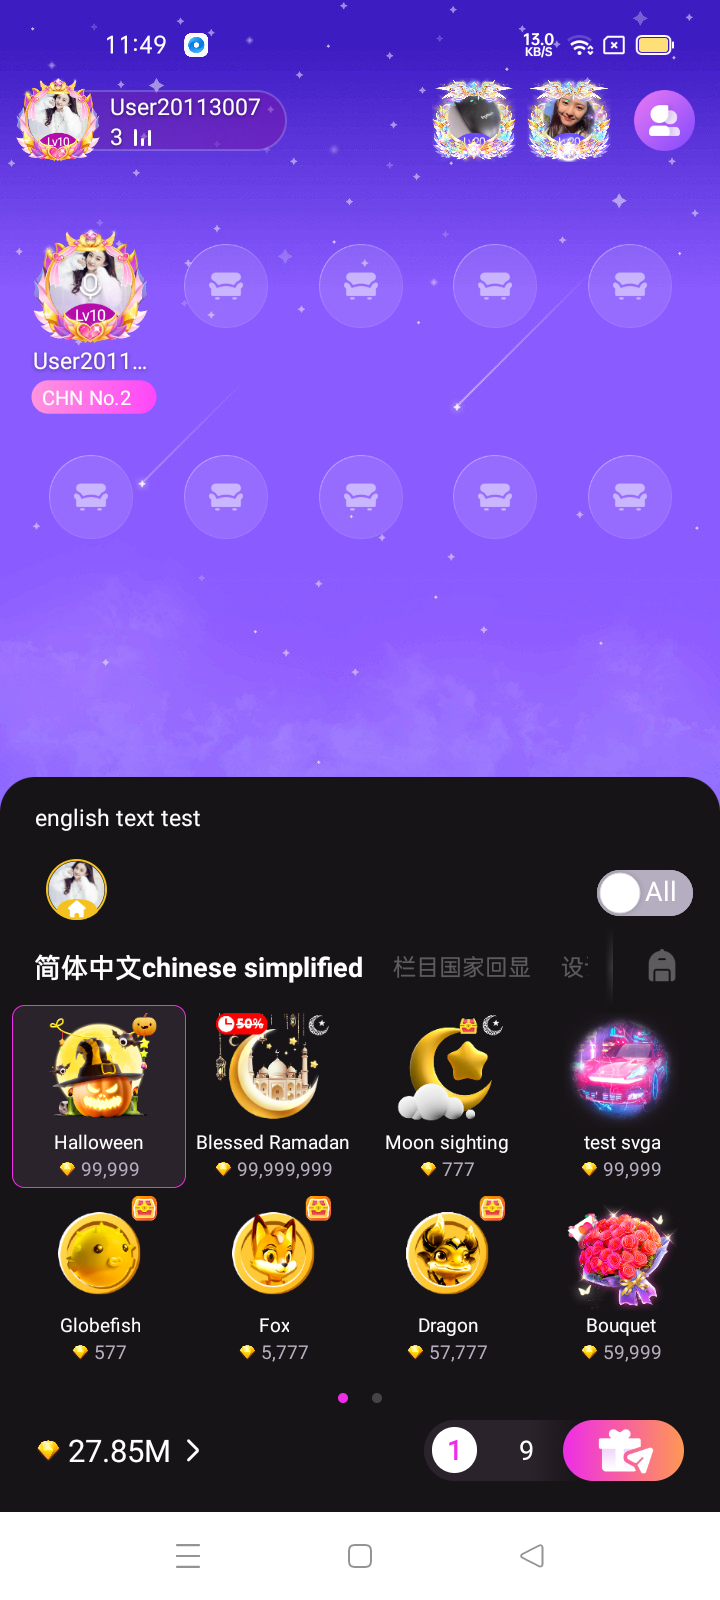 11:49
13.0
KB/S
User20113007
3
Lv10
Lv20
Lv20
Lv10
User2011...
CHN No.2
english text test
All
简体中文chinese simplified
栏目国家回显
设
50%
Halloween
Blessed Ramadan
Moon sighting
test svga
99,999
99,999,999
777
99,999
Globefish
Fox
Dragon
Bouquet
577
5,777
57,777
59,999
27.85M
1
9